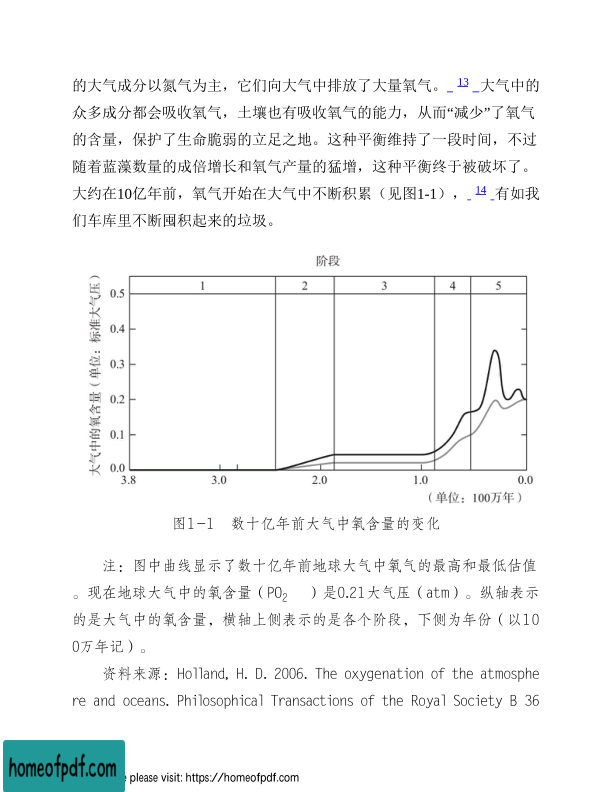 的大气成分以氮气为主，它们向大气中排放了大量氧气。 13 大气中的
众多成分都会吸收氧气，土壤也有吸收氧气的能力，从而“减少”了氧气
的含量，保护了生命脆弱的立足之地。这种平衡维持了一段时间，不过
随着蓝藻数量的成倍增长和氧气产量的猛增，这种平衡终于被破坏了。
大约在10亿年前，氧气开始在大气中不断积累（见图1-1）， 14 有如我
们车库里不断囤积起来的垃圾。
阶段
1 2 3 4 5
大气中的氧含量（单位：标准大气压）
0.5
0.4
0.3
0.2
0.1
0.0
3.8 3.0 2.0 1.0 0.0
（单位：100万年）
图1-1 数十亿年前大气中氧含量的变化
注：图中曲线显示了数十亿年前地球大气中氧气的最高和最低估值
。现在地球大气中的氧含量（PO2 ）是0.21大气压（atm）。纵轴表示
的是大气中的氧含量，横轴上侧表示的是各个阶段，下侧为年份（以10
0万年记）。
资料来源：Holland, H. D. 2006. The oxygenation of the atmosphe
re and oceans. Philosophical Transactions of the Royal Society B 36
homeofpdf.com
please visit: https://homeofpdf.com